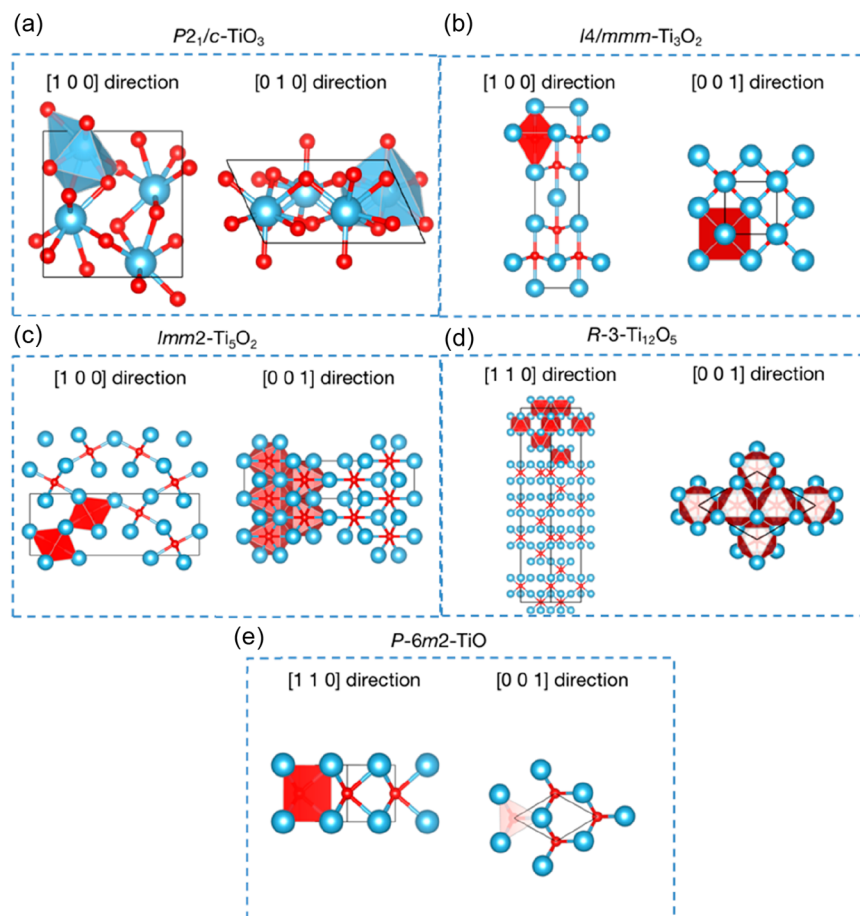 (a)
P2₁/c-TiO₃
[1 0 0] direction
[0 1 0] direction
(b)
I4/mmm-Ti₃O₂
[1 0 0] direction
[0 0 1] direction
(c)
Imm2-Ti₅O₂
[1 0 0] direction
[0 0 1] direction
(d)
R-3-Ti₁₂O₅
[1 1 0] direction
[0 0 1] direction
(e)
P-6m2-TiO
[1 1 0] direction
[0 0 1] direction